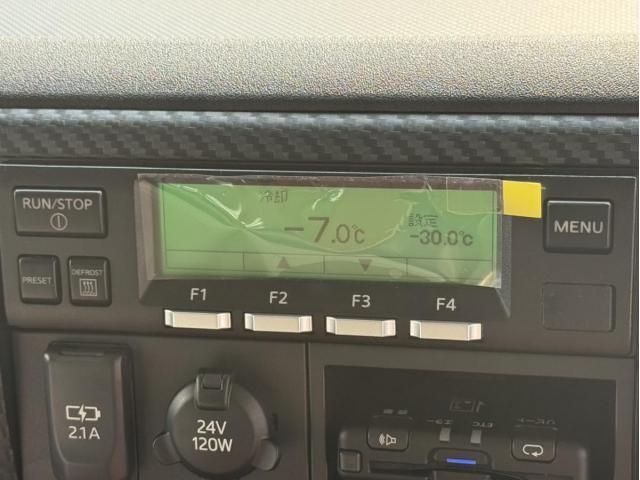 冷却
RUN/STOP
-7.0℃
設定
-30.0℃
MENU
PRESET
DEFROST
▲
▼
F1
F2
F3
F4
2.1A
24V
120W
ETC